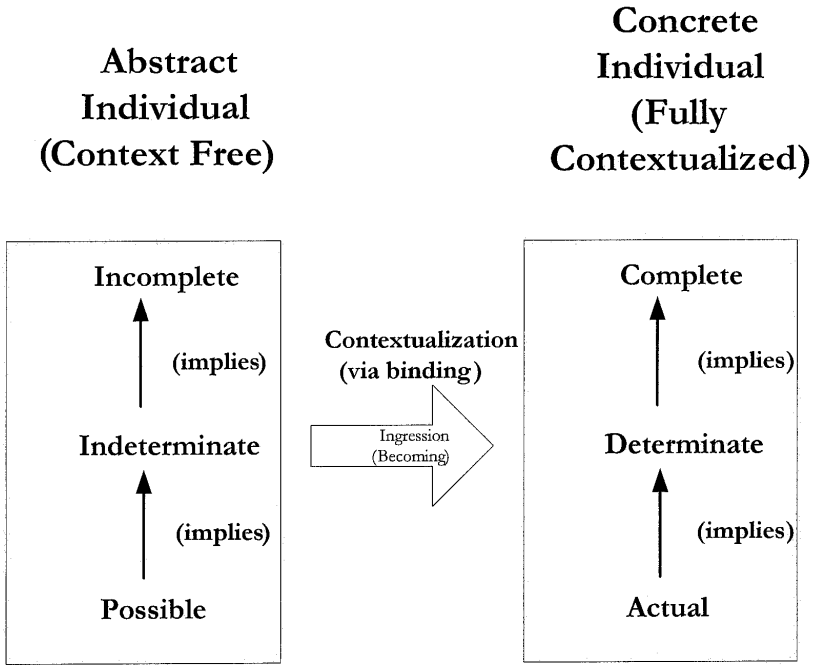 Abstract
Individual
(Context Free)
Concrete
Individual
(Fully
Contextualized)
Incomplete
(implies)
Indeterminate
(implies)
Possible
Contextualization
(via binding)
Ingression
(Becoming)
Complete
(implies)
Determinate
(implies)
Actual